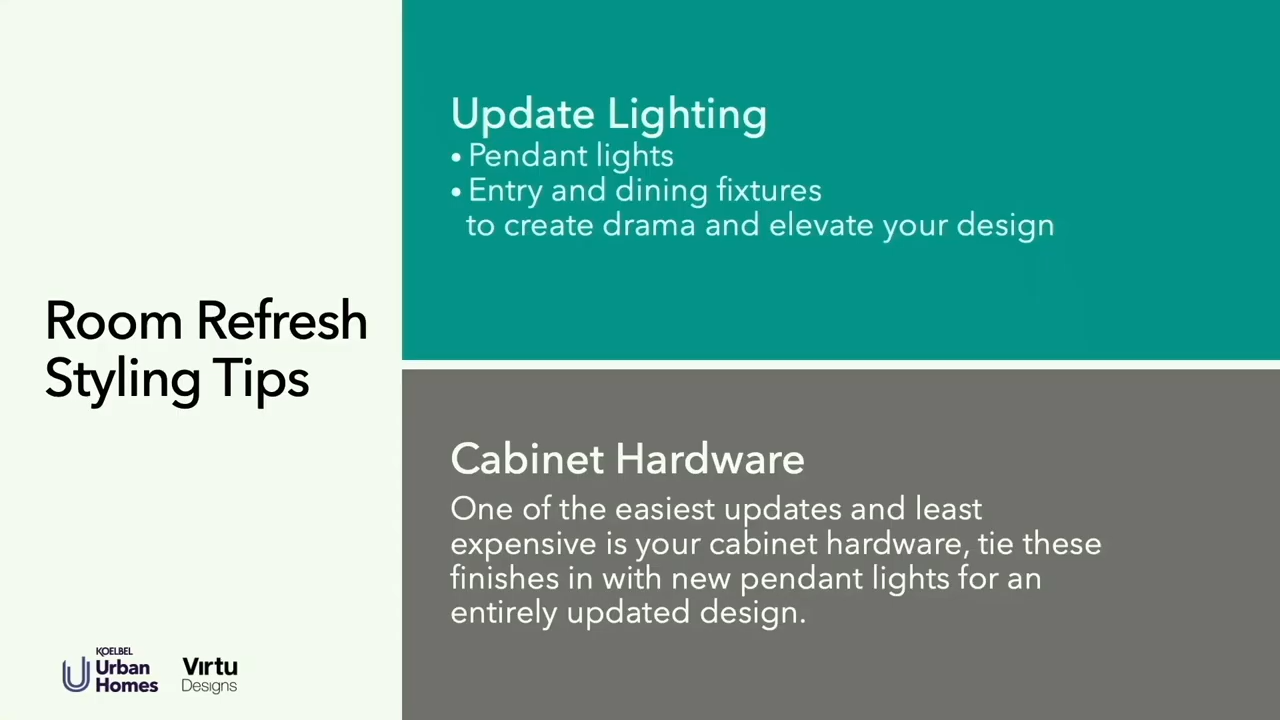 Room Refresh
Styling Tips
Update Lighting
• Pendant lights
• Entry and dining fixtures
to create drama and elevate your design
Cabinet Hardware
One of the easiest updates and least
expensive is your cabinet hardware, tie these
finishes in with new pendant lights for an
entirely updated design.
KOELBEL
Urban
Homes
Virtu
Designs